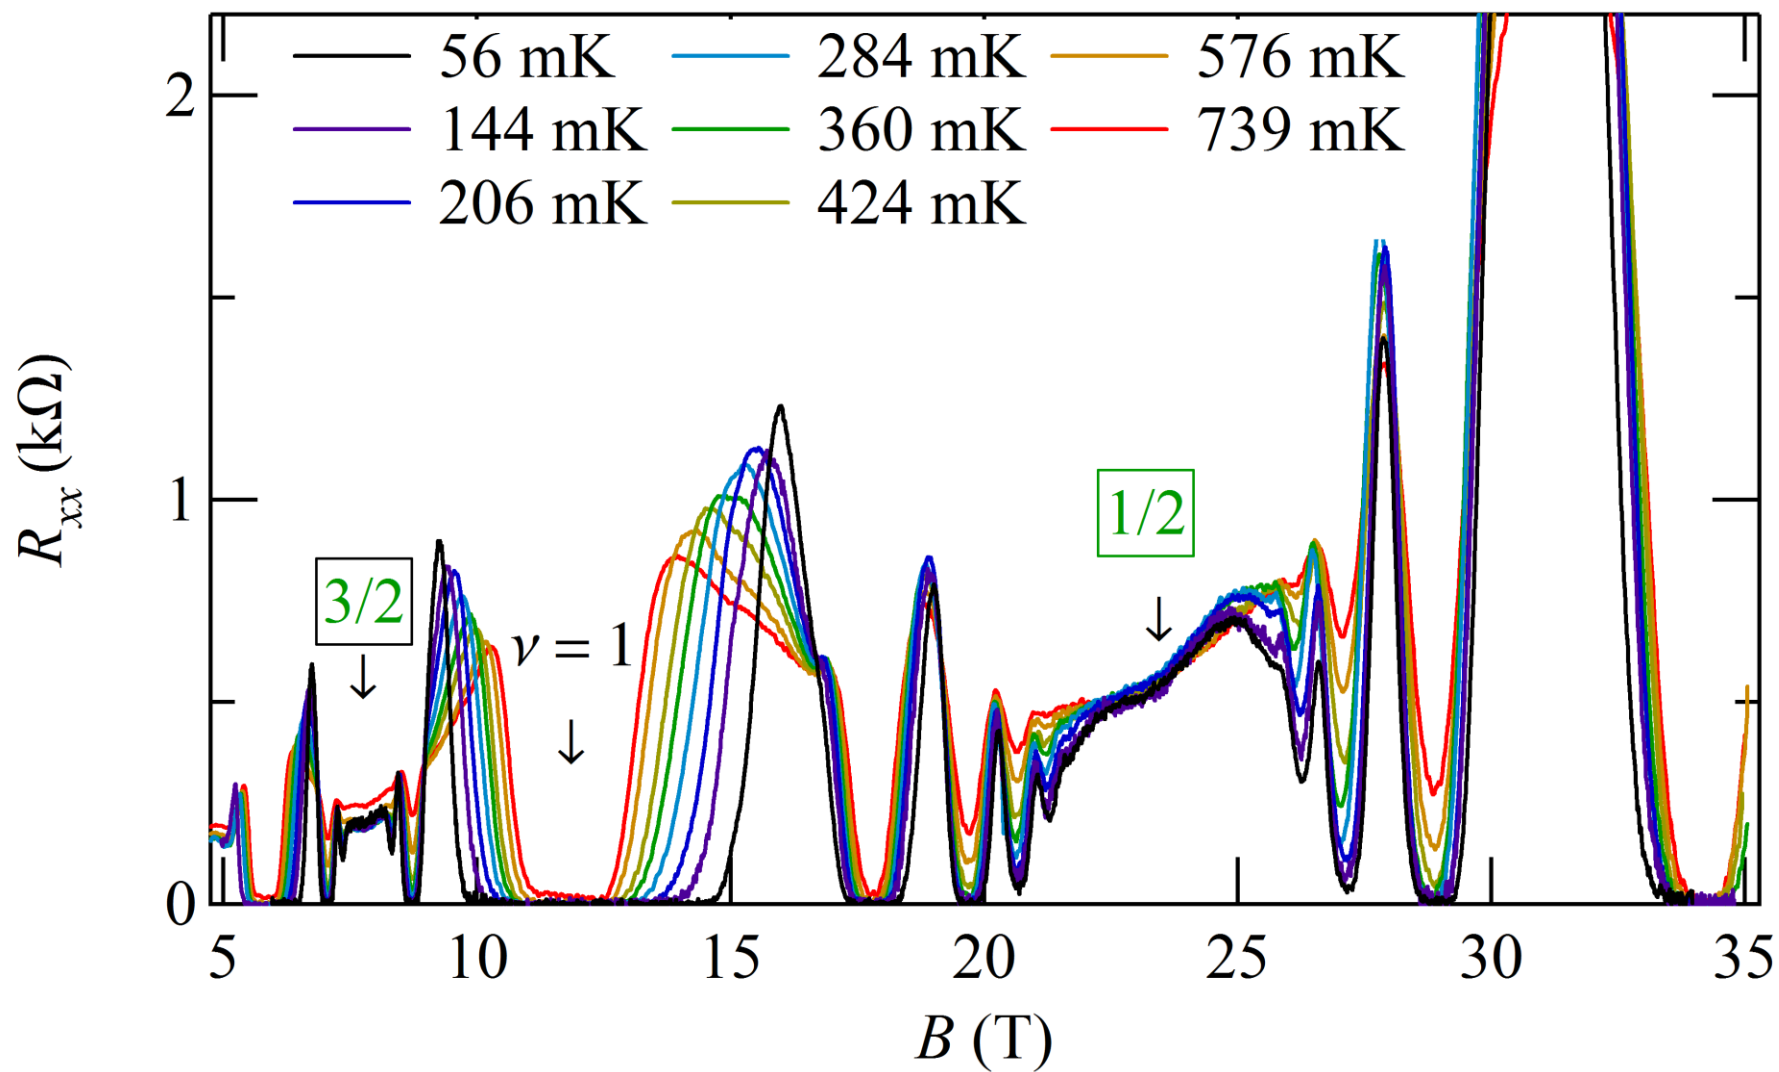 56 mK 284 mK 576 mK
2 144 mK 360 mK 739 mK
206 mK 424 mK
Rxx (kΩ)
1
1/2
3/2
ν = 1
0
5 10 15 20 25 30 35
B (T)